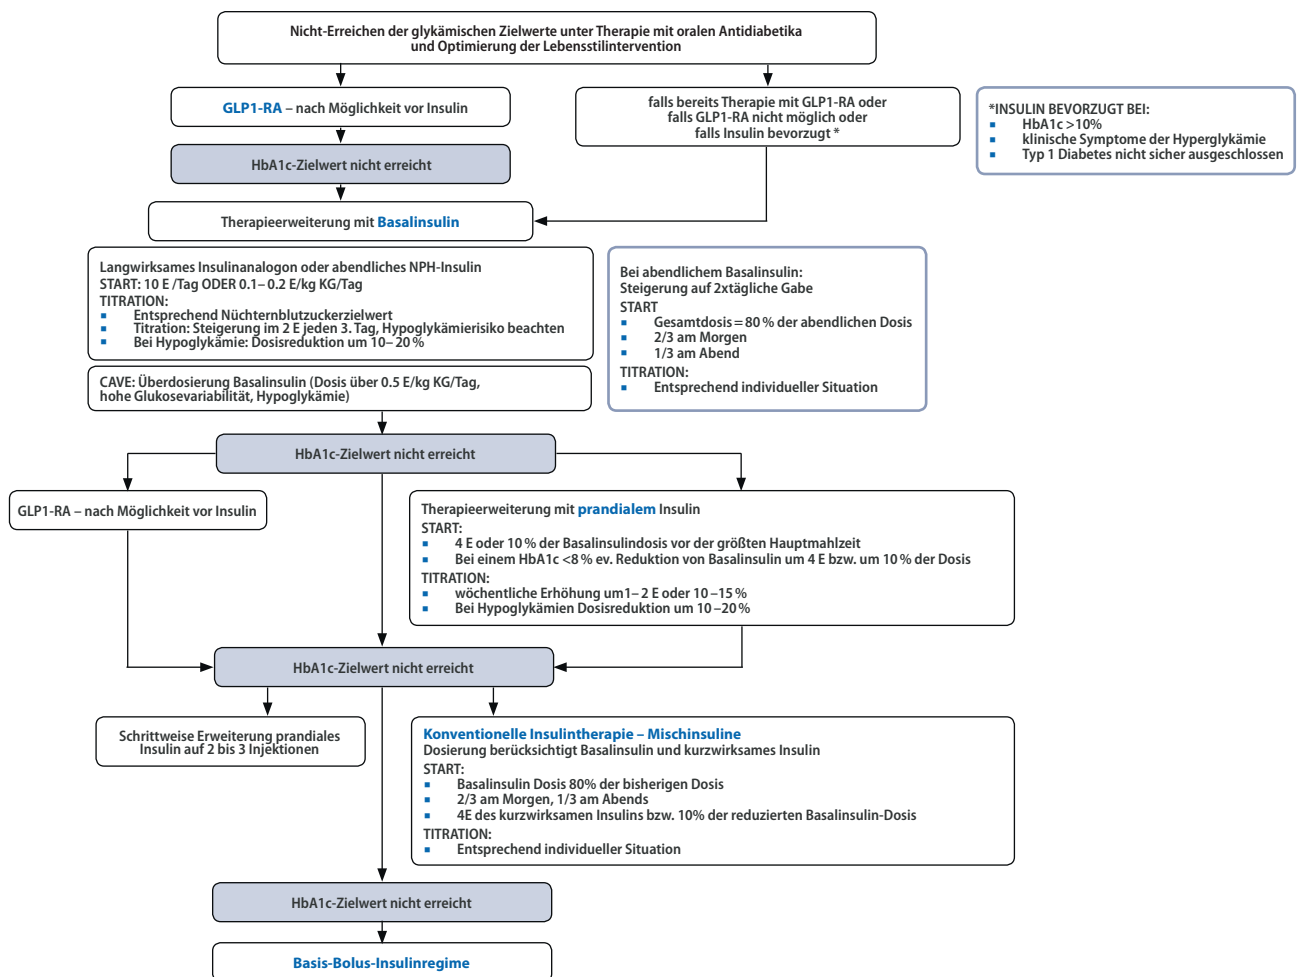 Nicht-Erreichen der glykämischen Zielwerte unter Therapie mit oralen Antidiabetika
und Optimierung der Lebensstilintervention
GLP1-RA – nach Möglichkeit vor Insulin
falls bereits Therapie mit GLP1-RA oder
falls GLP1-RA nicht möglich oder
falls Insulin bevorzugt *
*INSULIN BEVORZUGT BEI:
▪ HbA1c >10%
▪ klinische Symptome der Hyperglykämie
▪ Typ 1 Diabetes nicht sicher ausgeschlossen
HbA1c-Zielwert nicht erreicht
Therapieerweiterung mit Basalinsulin
Langwirksames Insulinanalogon oder abendliches NPH-Insulin
START: 10 E /Tag ODER 0.1– 0.2 E/kg KG/Tag
TITRATION:
▪ Entsprechend Nüchternblutzuckerzielwert
▪ Titration: Steigerung im 2 E jeden 3. Tag, Hypoglykämierisiko beachten
▪ Bei Hypoglykämie: Dosisreduktion um 10– 20 %
Bei abendlichem Basalinsulin:
Steigerung auf 2xtägliche Gabe
START
▪ Gesamtdosis = 80 % der abendlichen Dosis
▪ 2/3 am Morgen
▪ 1/3 am Abend
TITRATION:
▪ Entsprechend individueller Situation
CAVE: Überdosierung Basalinsulin (Dosis über 0.5 E/kg KG/Tag,
hohe Glukosevariabilität, Hypoglykämie)
HbA1c-Zielwert nicht erreicht
GLP1-RA – nach Möglichkeit vor Insulin
Therapieerweiterung mit prandialem Insulin
START:
▪ 4 E oder 10 % der Basalinsulindosis vor der größten Hauptmahlzeit
▪ Bei einem HbA1c <8 % ev. Reduktion von Basalinsulin um 4 E bzw. um 10 % der Dosis
TITRATION:
▪ wöchentliche Erhöhung um1– 2 E oder 10 –15 %
▪ Bei Hypoglykämien Dosisreduktion um 10 –20 %
HbA1c-Zielwert nicht erreicht
Schrittweise Erweiterung prandiales
Insulin auf 2 bis 3 Injektionen
Konventionelle Insulintherapie – Mischinsuline
Dosierung berücksichtigt Basalinsulin und kurzwirksames Insulin
START:
▪ Basalinsulin Dosis 80% der bisherigen Dosis
▪ 2/3 am Morgen, 1/3 am Abends
▪ 4E des kurzwirksamen Insulins bzw. 10% der reduzierten Basalinsulin-Dosis
TITRATION:
▪ Entsprechend individueller Situation
HbA1c-Zielwert nicht erreicht
Basis-Bolus-Insulinregime